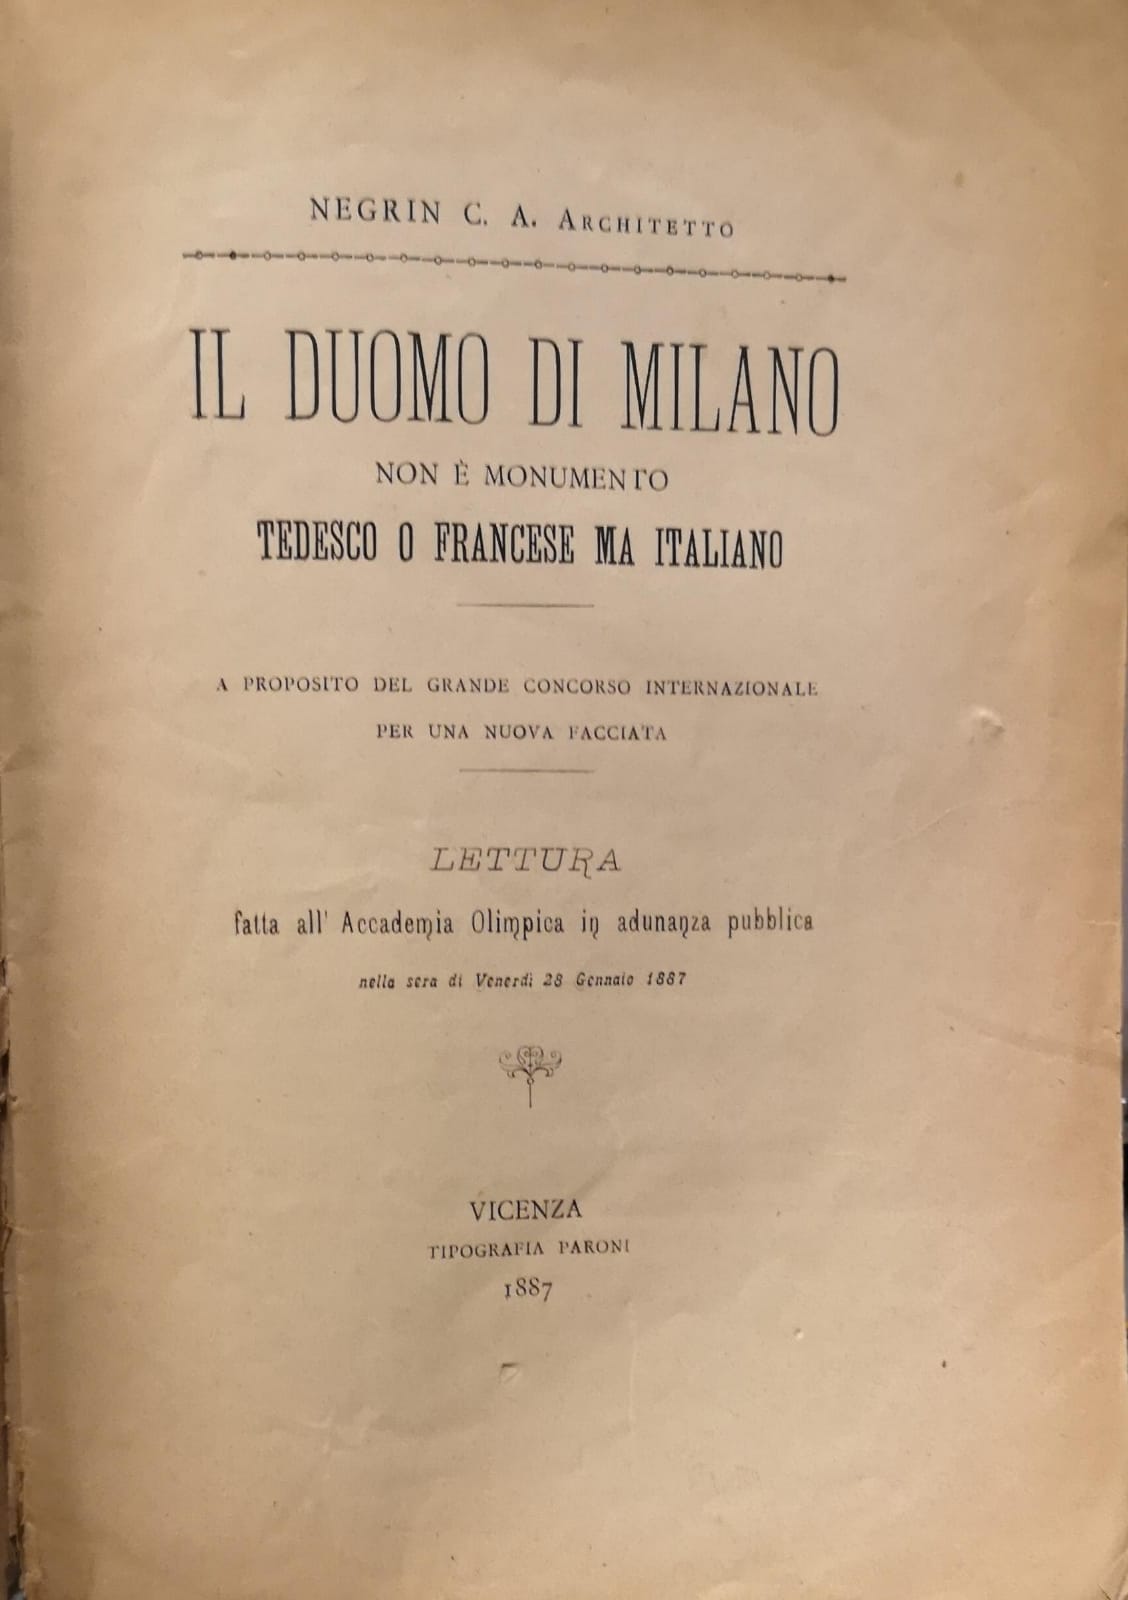 NEGRIN C. A. ARCHITETTO
IL DUOMO DI MILANO
NON È MONUMENTO
TEDESCO O FRANCESE MA ITALIANO
A PROPOSITO DEL GRANDE CONCORSO INTERNAZIONALE
PER UNA NUOVA FACCIATA
LETTURA
fatta all' Accademia Olimpica in adunanza pubblica
nella sera di Venerdì 28 Gennaio 1887
VICENZA
TIPOGRAFIA PARONI
1887